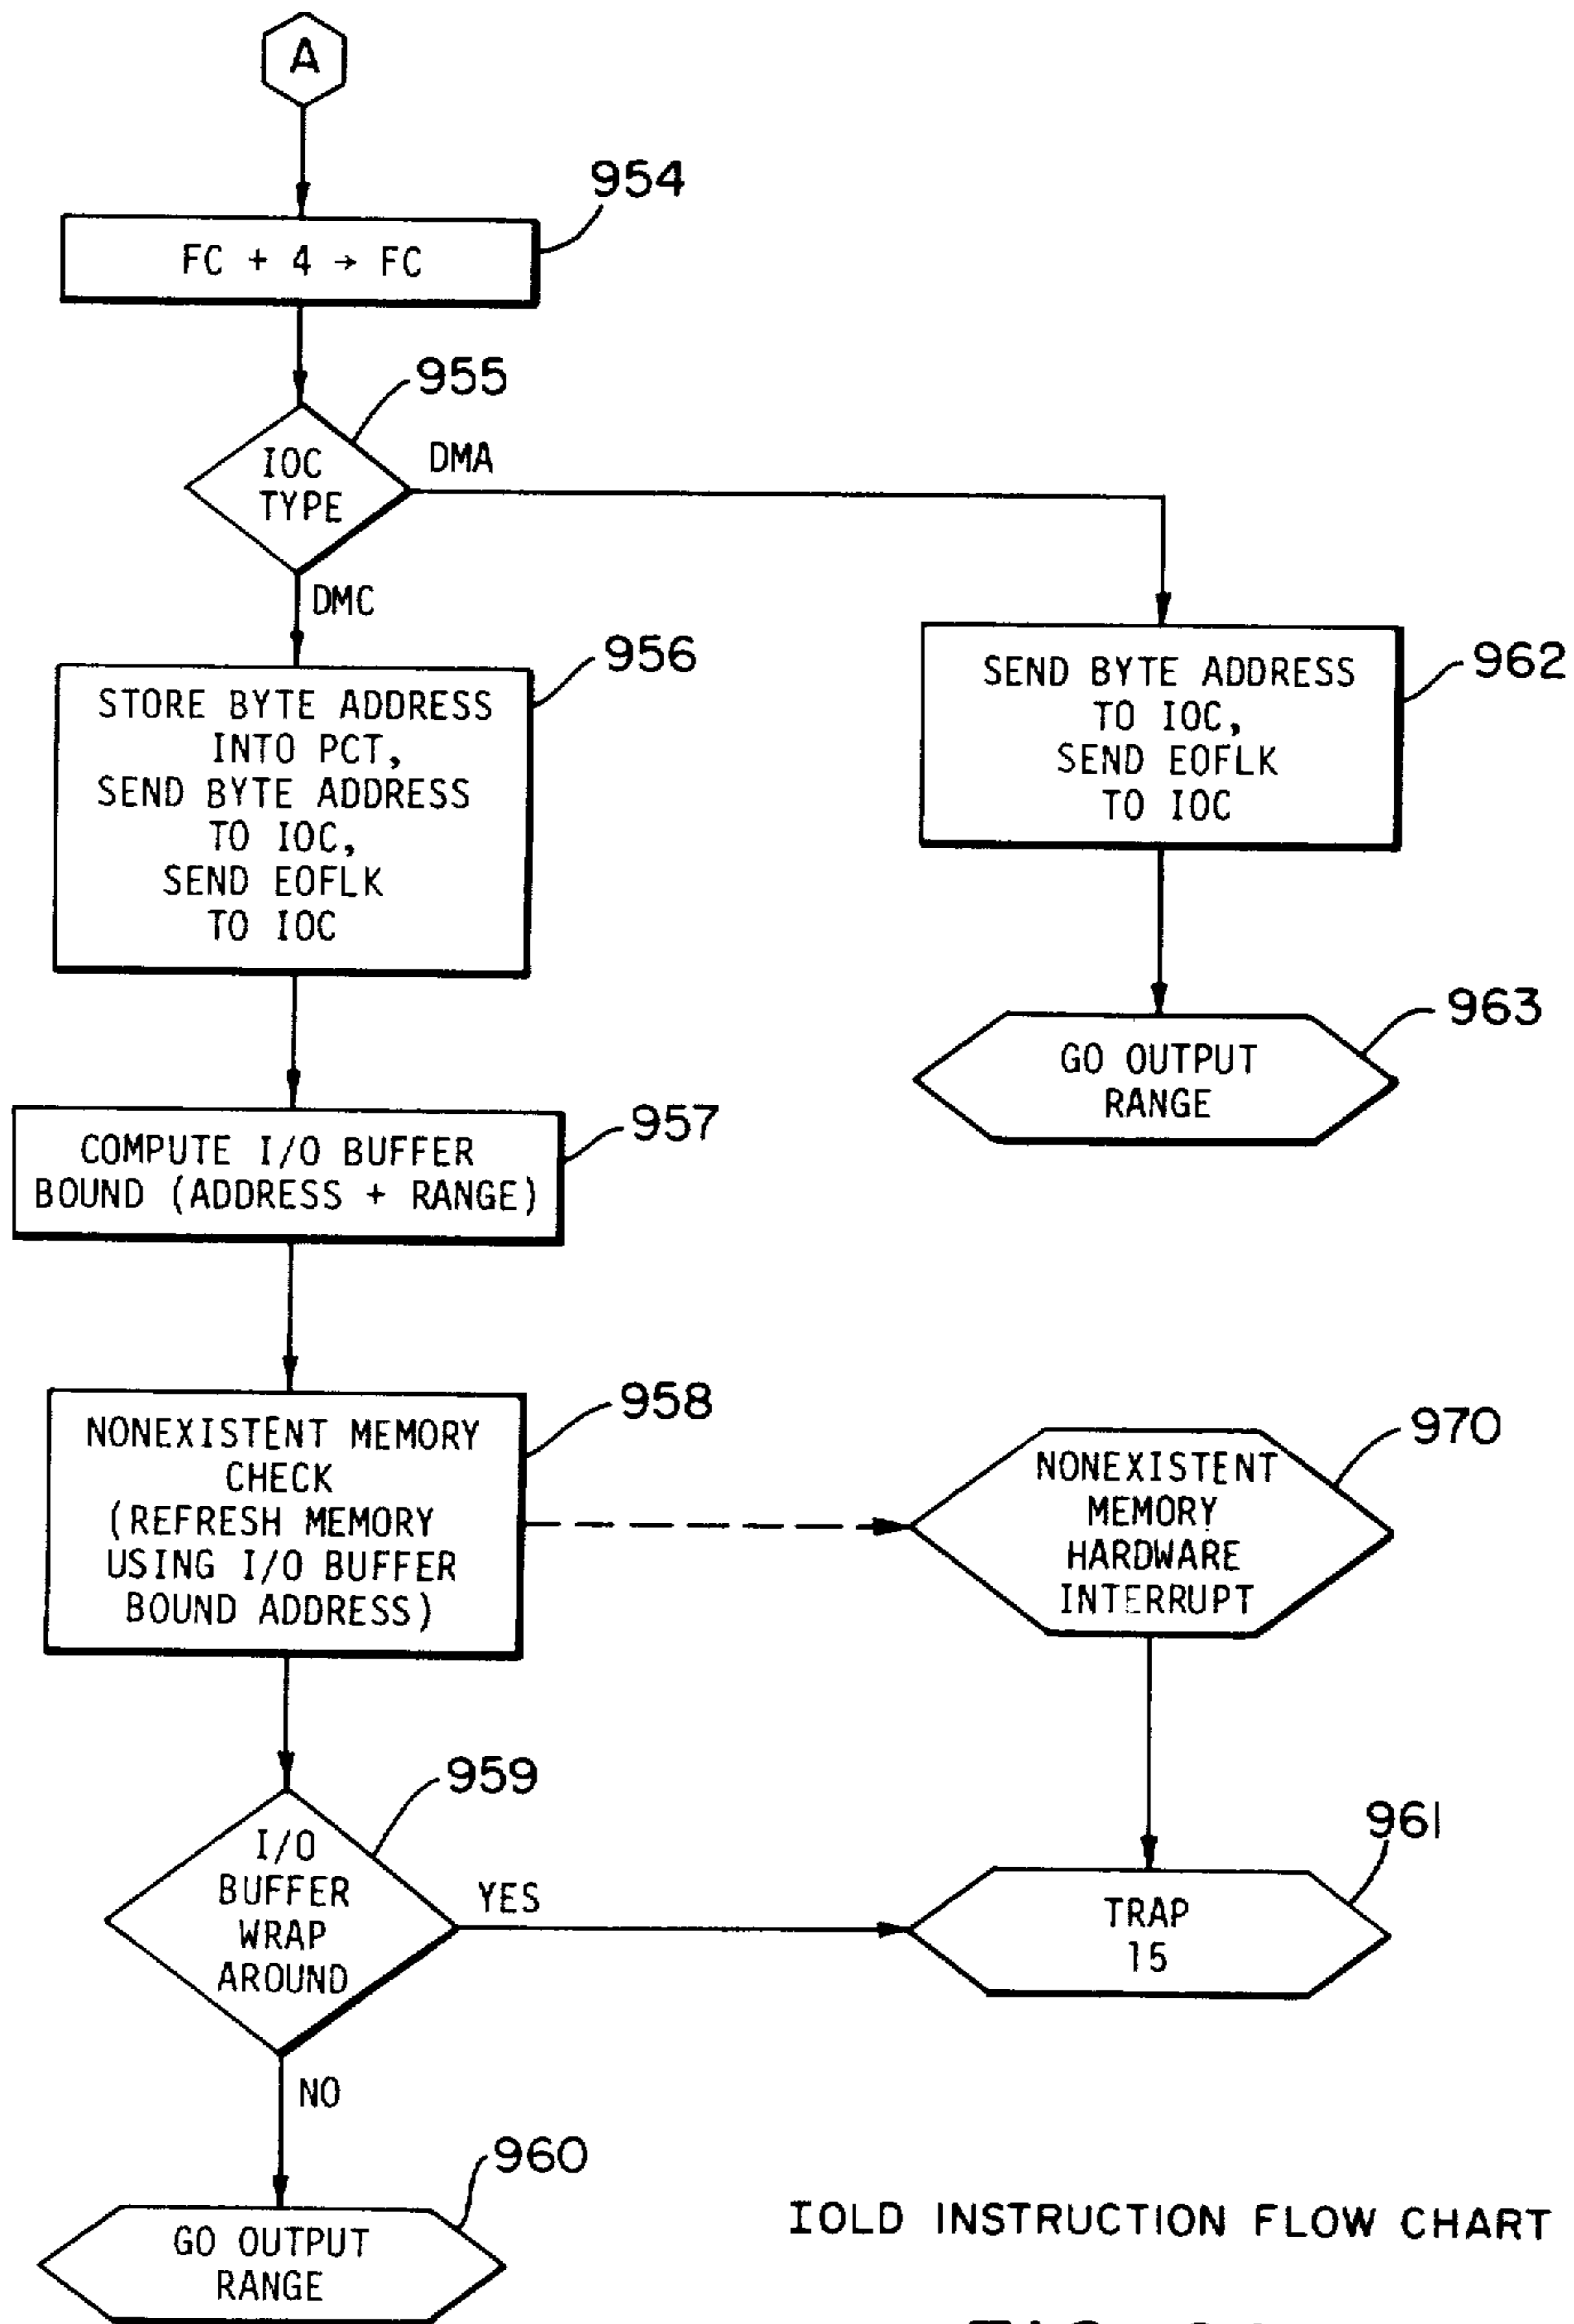 A
954
FC + 4 → FC
955
IOC
TYPE
DMA
DMC
956
STORE BYTE ADDRESS
INTO PCT,
SEND BYTE ADDRESS
TO IOC,
SEND EOFLK
TO IOC
962
SEND BYTE ADDRESS
TO IOC,
SEND EOFLK
TO IOC
963
GO OUTPUT
RANGE
957
COMPUTE I/O BUFFER
BOUND (ADDRESS + RANGE)
958
NONEXISTENT MEMORY
CHECK
(REFRESH MEMORY
USING I/O BUFFER
BOUND ADDRESS)
970
NONEXISTENT
MEMORY
HARDWARE
INTERRUPT
959
I/O
BUFFER
WRAP
AROUND
YES
961
TRAP
15
NO
960
GO OUTPUT
RANGE
IOLD INSTRUCTION FLOW CHART